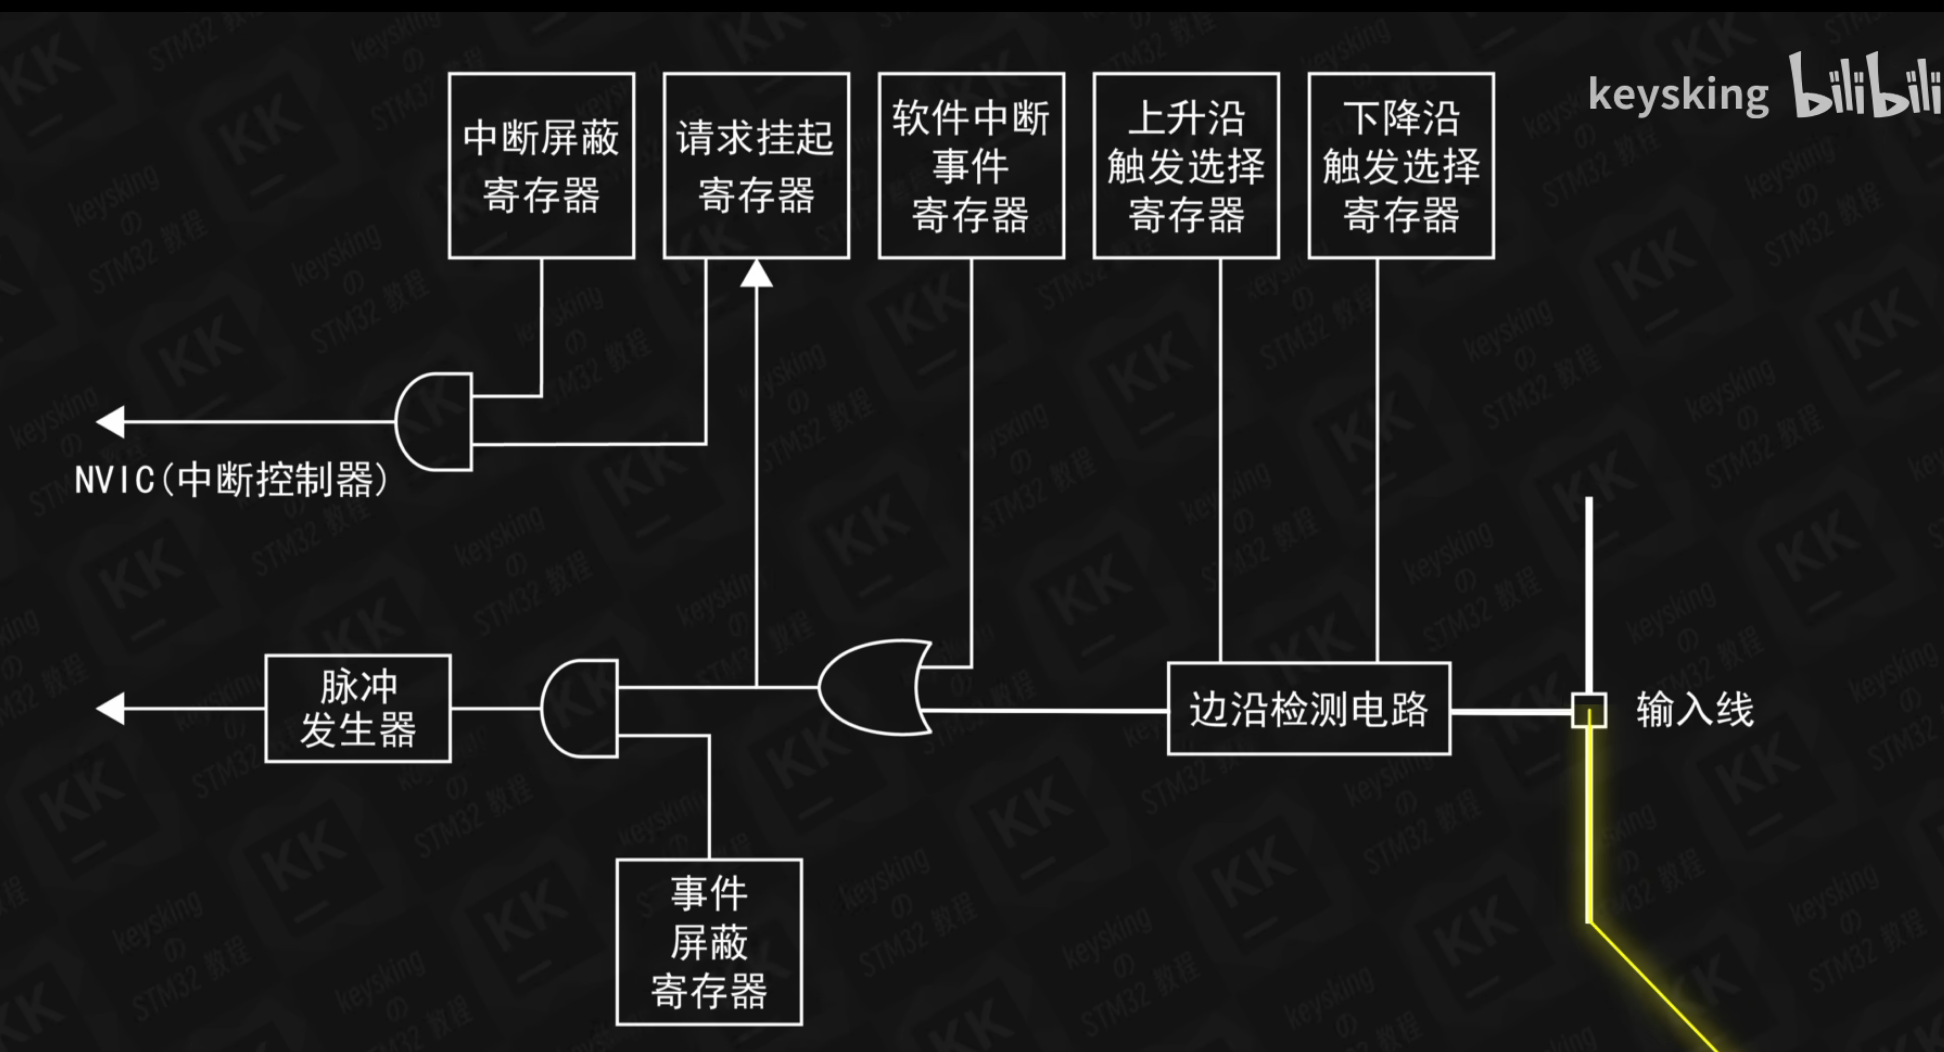 keysking bilibili
中断屏蔽
寄存器
请求挂起
寄存器
软件中断
事件
寄存器
上升沿
触发选择
寄存器
下降沿
触发选择
寄存器
NVIC(中断控制器)
脉冲
发生器
边沿检测电路
输入线
事件
屏蔽
寄存器